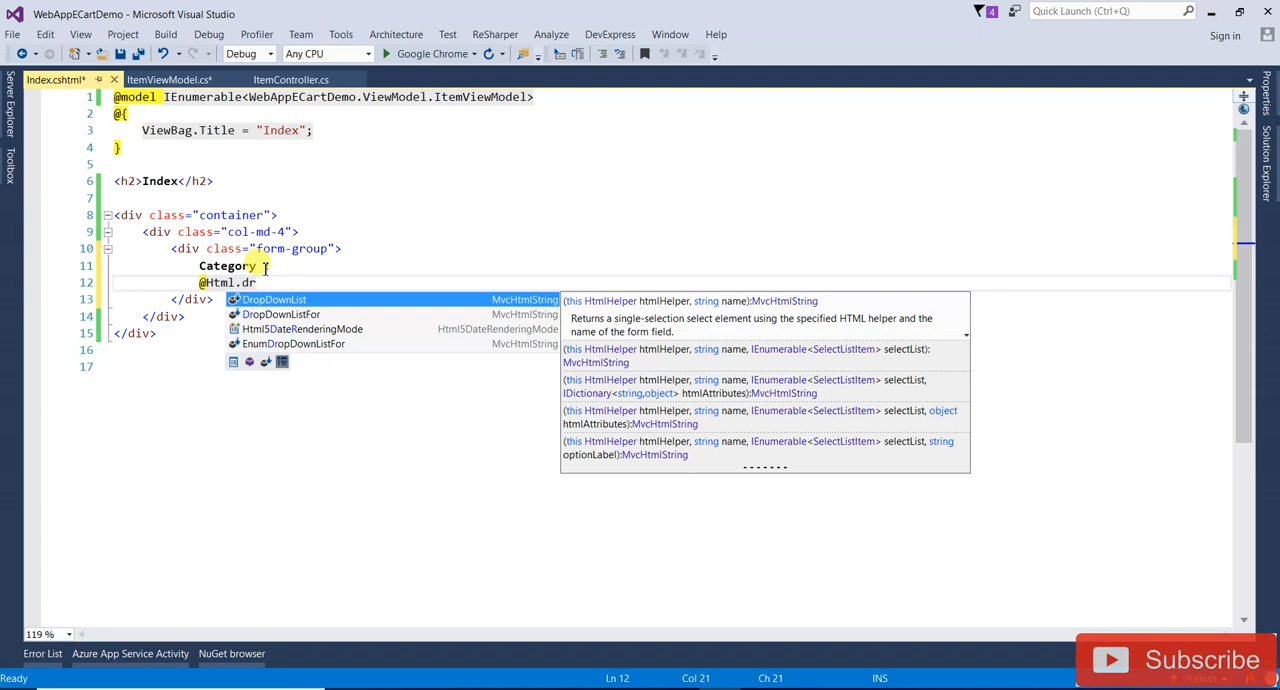 WebAppECartDemo - Microsoft Visual Studio
4
Quick Launch (Ctrl+Q)
File Edit View Project Build Debug Profiler Team Tools Architecture Test ReSharper Analyze DevExpress Window Help
Sign in
Debug Any CPU Google Chrome
Index.cshtml* ItemViewModel.cs* ItemController.cs
Server Explorer
Toolbox
Properties
Solution Explorer
1 @model IEnumerable<WebAppECartDemo.ViewModel.ItemViewModel>
2 @{
3 ViewBag.Title = "Index";
4 }
5
6 <h2>Index</h2>
7
8 <div class="container">
9 <div class="col-md-4">
10 <div class="form-group">
11 Category
12 @Html.dr
13 </div>
14 </div>
15 </div>
16
17
DropDownList MvcHtmlString
DropDownListFor MvcHtmlString
Html5DateRenderingMode Html5DateRenderingMode
EnumDropDownListFor MvcHtmlString
(this HtmlHelper htmlHelper, string name):MvcHtmlString
Returns a single-selection select element using the specified HTML helper and the
name of the form field.
(this HtmlHelper htmlHelper, string name, IEnumerable<SelectListItem> selectList):
MvcHtmlString
(this HtmlHelper htmlHelper, string name, IEnumerable<SelectListItem> selectList,
IDictionary<string,object> htmlAttributes):MvcHtmlString
(this HtmlHelper htmlHelper, string name, IEnumerable<SelectListItem> selectList, object
htmlAttributes):MvcHtmlString
(this HtmlHelper htmlHelper, string name, IEnumerable<SelectListItem> selectList, string
optionLabel):MvcHtmlString
119 %
Error List Azure App Service Activity NuGet browser
Subscribe
Ready Ln 12 Col 21 Ch 21 INS Publish